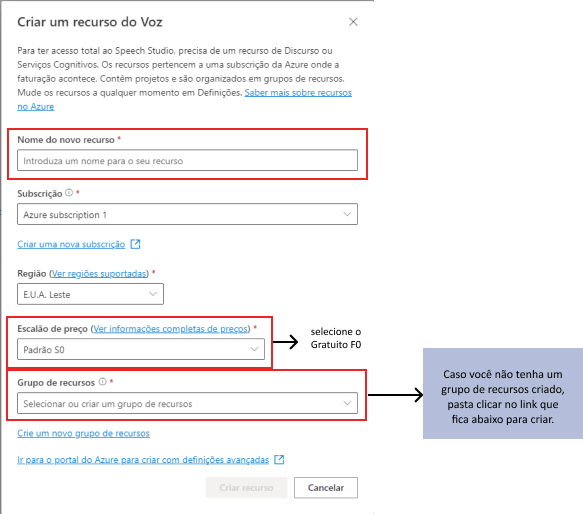 Criar um recurso do Voz
Para ter acesso total ao Speech Studio, precisa de um recurso de Discurso ou
Serviços Cognitivos. Os recursos pertencem a uma subscrição da Azure onde a
faturação acontece. Contêm projetos e são organizados em grupos de recursos.
Mude os recursos a qualquer momento em Definições. Saber mais sobre recursos
no Azure
Nome do novo recurso *
Introduza um nome para o seu recurso
Subscrição *
Azure subscription 1
Criar uma nova subscrição
Região (Ver regiões suportadas) *
E.U.A. Leste
Escalão de preço (Ver informações completas de preços) *
Padrão S0
selecione o
Gratuito F0
Grupo de recursos *
Selecionar ou criar um grupo de recursos
Caso você não tenha um
grupo de recursos criado,
pasta clicar no link que
fica abaixo para criar.
Crie um novo grupo de recursos
Ir para o portal do Azure para criar com definições avançadas
Criar recurso
Cancelar